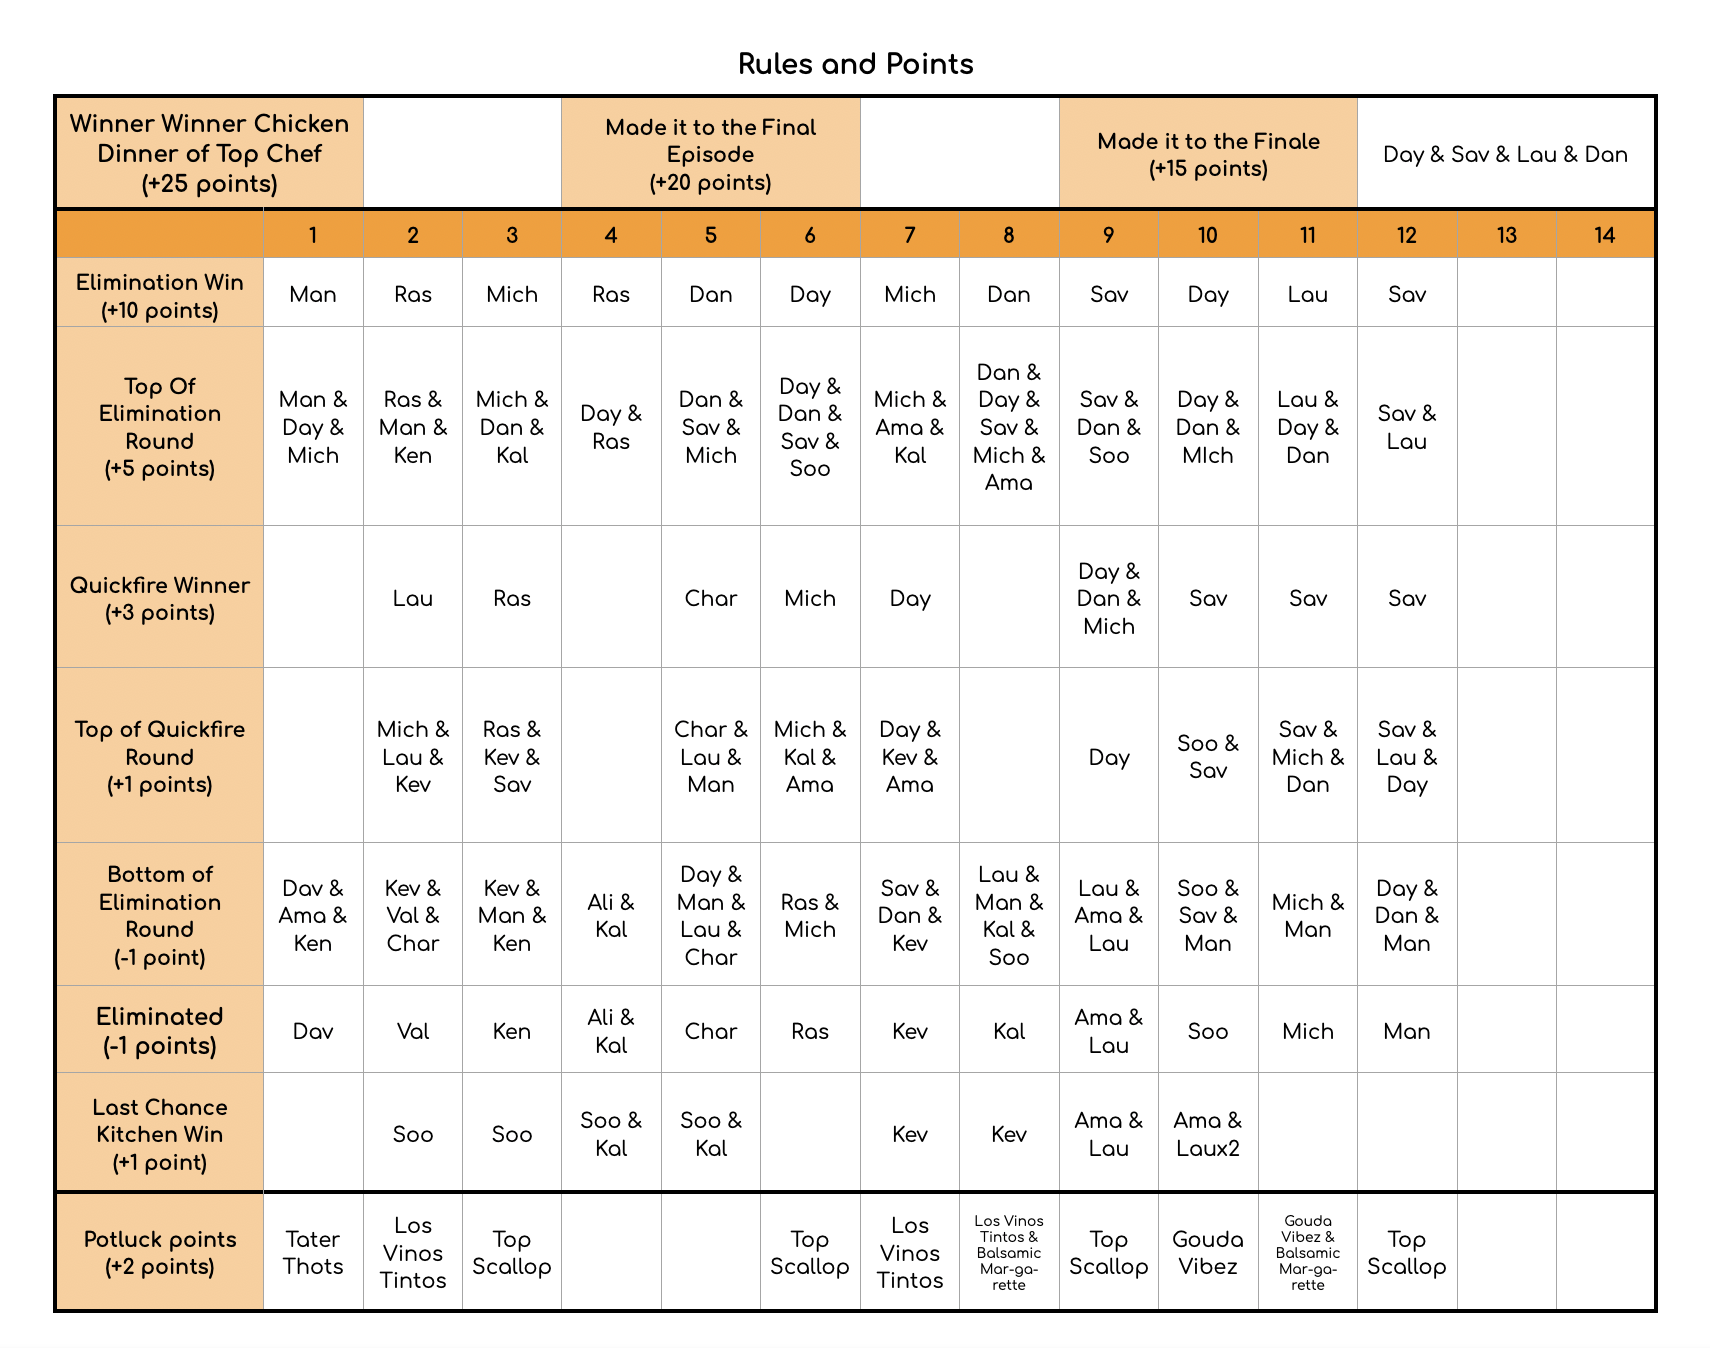 Rules and Points
Winner Winner Chicken
Dinner of Top Chef
(+25 points)
Made it to the Final
Episode
(+20 points)
Made it to the Finale
(+15 points)
Day & Sav & Lau & Dan
1 2 3 4 5 6 7 8 9 10 11 12 13 14
Elimination Win
(+10 points)
Man
Ras
Mich
Ras
Dan
Day
Mich
Dan
Sav
Day
Lau
Sav
Top Of
Elimination
Round
(+5 points)
Man &
Day &
Mich
Ras &
Man &
Ken
Mich &
Dan &
Kal
Day &
Ras
Dan &
Sav &
Mich
Day &
Dan &
Sav &
Soo
Mich &
Ama &
Kal
Dan &
Day &
Sav &
Mich &
Ama
Sav &
Dan &
Soo
Day &
Dan &
MIch
Lau &
Day &
Dan
Sav &
Lau
Quickfire Winner
(+3 points)
Lau
Ras
Char
Mich
Day
Day &
Dan &
Mich
Sav
Sav
Sav
Top of Quickfire
Round
(+1 points)
Mich &
Lau &
Kev
Ras &
Kev &
Sav
Char &
Lau &
Man
Mich &
Kal &
Ama
Day &
Kev &
Ama
Day
Soo &
Sav
Sav &
Mich &
Dan
Sav &
Lau &
Day
Bottom of
Elimination
Round
(-1 point)
Dav &
Ama &
Ken
Kev &
Val &
Char
Kev &
Man &
Ken
Ali &
Kal
Day &
Man &
Lau &
Char
Ras &
Mich
Sav &
Dan &
Kev
Lau &
Man &
Kal &
Soo
Lau &
Ama &
Lau
Soo &
Sav &
Man
Mich &
Man
Day &
Dan &
Man
Eliminated
(-1 points)
Dav
Val
Ken
Ali &
Kal
Char
Ras
Kev
Kal
Ama &
Lau
Soo
Mich
Man
Last Chance
Kitchen Win
(+1 point)
Soo
Soo
Soo &
Kal
Soo &
Kal
Kev
Kev
Ama &
Lau
Ama &
Laux2
Potluck points
(+2 points)
Tater
Thots
Los
Vinos
Tintos
Top
Scallop
Top
Scallop
Los
Vinos
Tintos
Los Vinos
Tintos &
Balsamic
Mar-ga-
rette
Top
Scallop
Gouda
Vibez
Gouda
Vibez &
Balsamic
Mar-ga-
rette
Top
Scallop